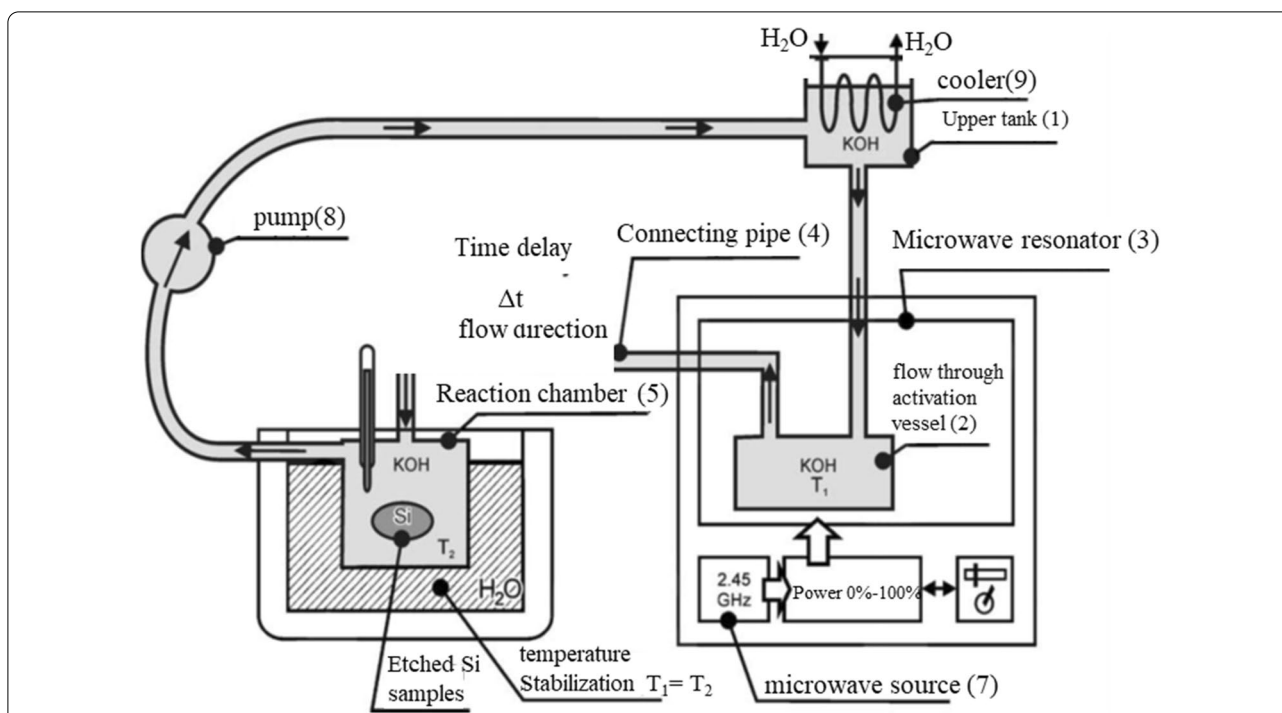 H₂O
H₂O
cooler(9)
Upper tank (1)
KOH
pump(8)
Time delay
Δt
flow direction
Connecting pipe (4)
Microwave resonator (3)
flow through
activation
vessel (2)
Reaction chamber (5)
KOH
Si
T₂
H₂O
KOH
T₁
2.45
GHz
Power 0%-100%
Etched Si
samples
temperature
Stabilization T₁= T₂
microwave source (7)